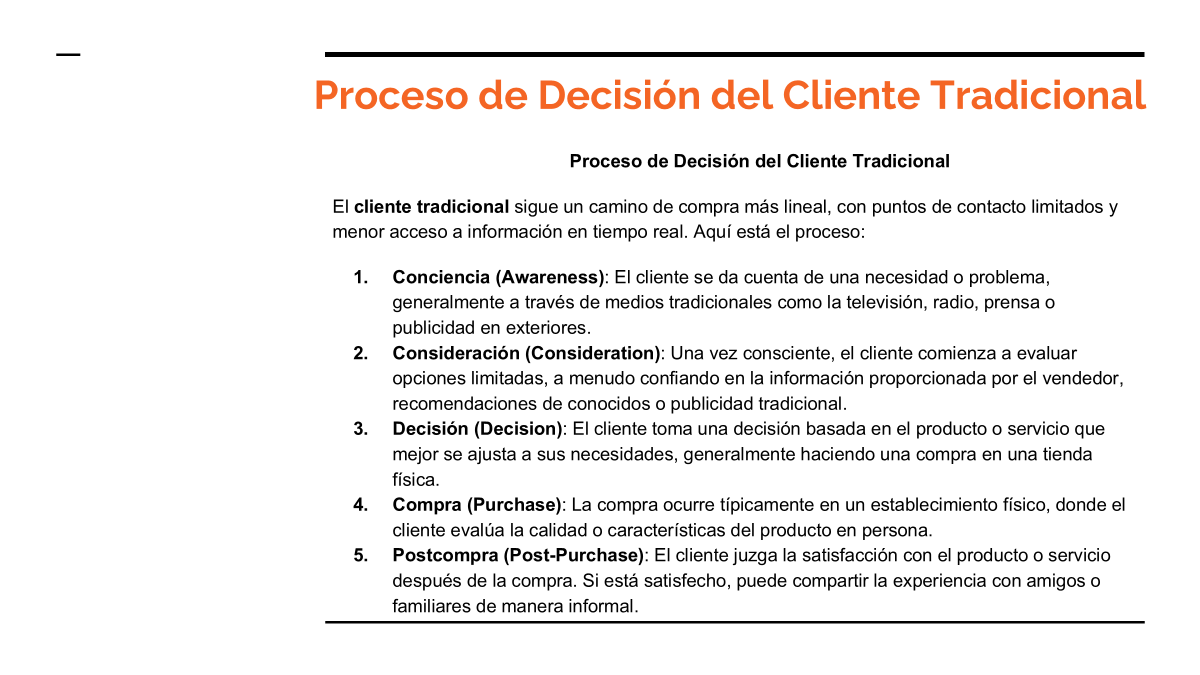 Proceso de Decisión del Cliente Tradicional
Proceso de Decisión del Cliente Tradicional
El cliente tradicional sigue un camino de compra más lineal, con puntos de contacto limitados y
menor acceso a información en tiempo real. Aquí está el proceso:
1. Conciencia (Awareness): El cliente se da cuenta de una necesidad o problema,
generalmente a través de medios tradicionales como la televisión, radio, prensa o
publicidad en exteriores.
2. Consideración (Consideration): Una vez consciente, el cliente comienza a evaluar
opciones limitadas, a menudo confiando en la información proporcionada por el vendedor,
recomendaciones de conocidos o publicidad tradicional.
3. Decisión (Decision): El cliente toma una decisión basada en el producto o servicio que
mejor se ajusta a sus necesidades, generalmente haciendo una compra en una tienda
física.
4. Compra (Purchase): La compra ocurre típicamente en un establecimiento físico, donde el
cliente evalúa la calidad o características del producto en persona.
5. Postcompra (Post-Purchase): El cliente juzga la satisfacción con el producto o servicio
después de la compra. Si está satisfecho, puede compartir la experiencia con amigos o
familiares de manera informal.